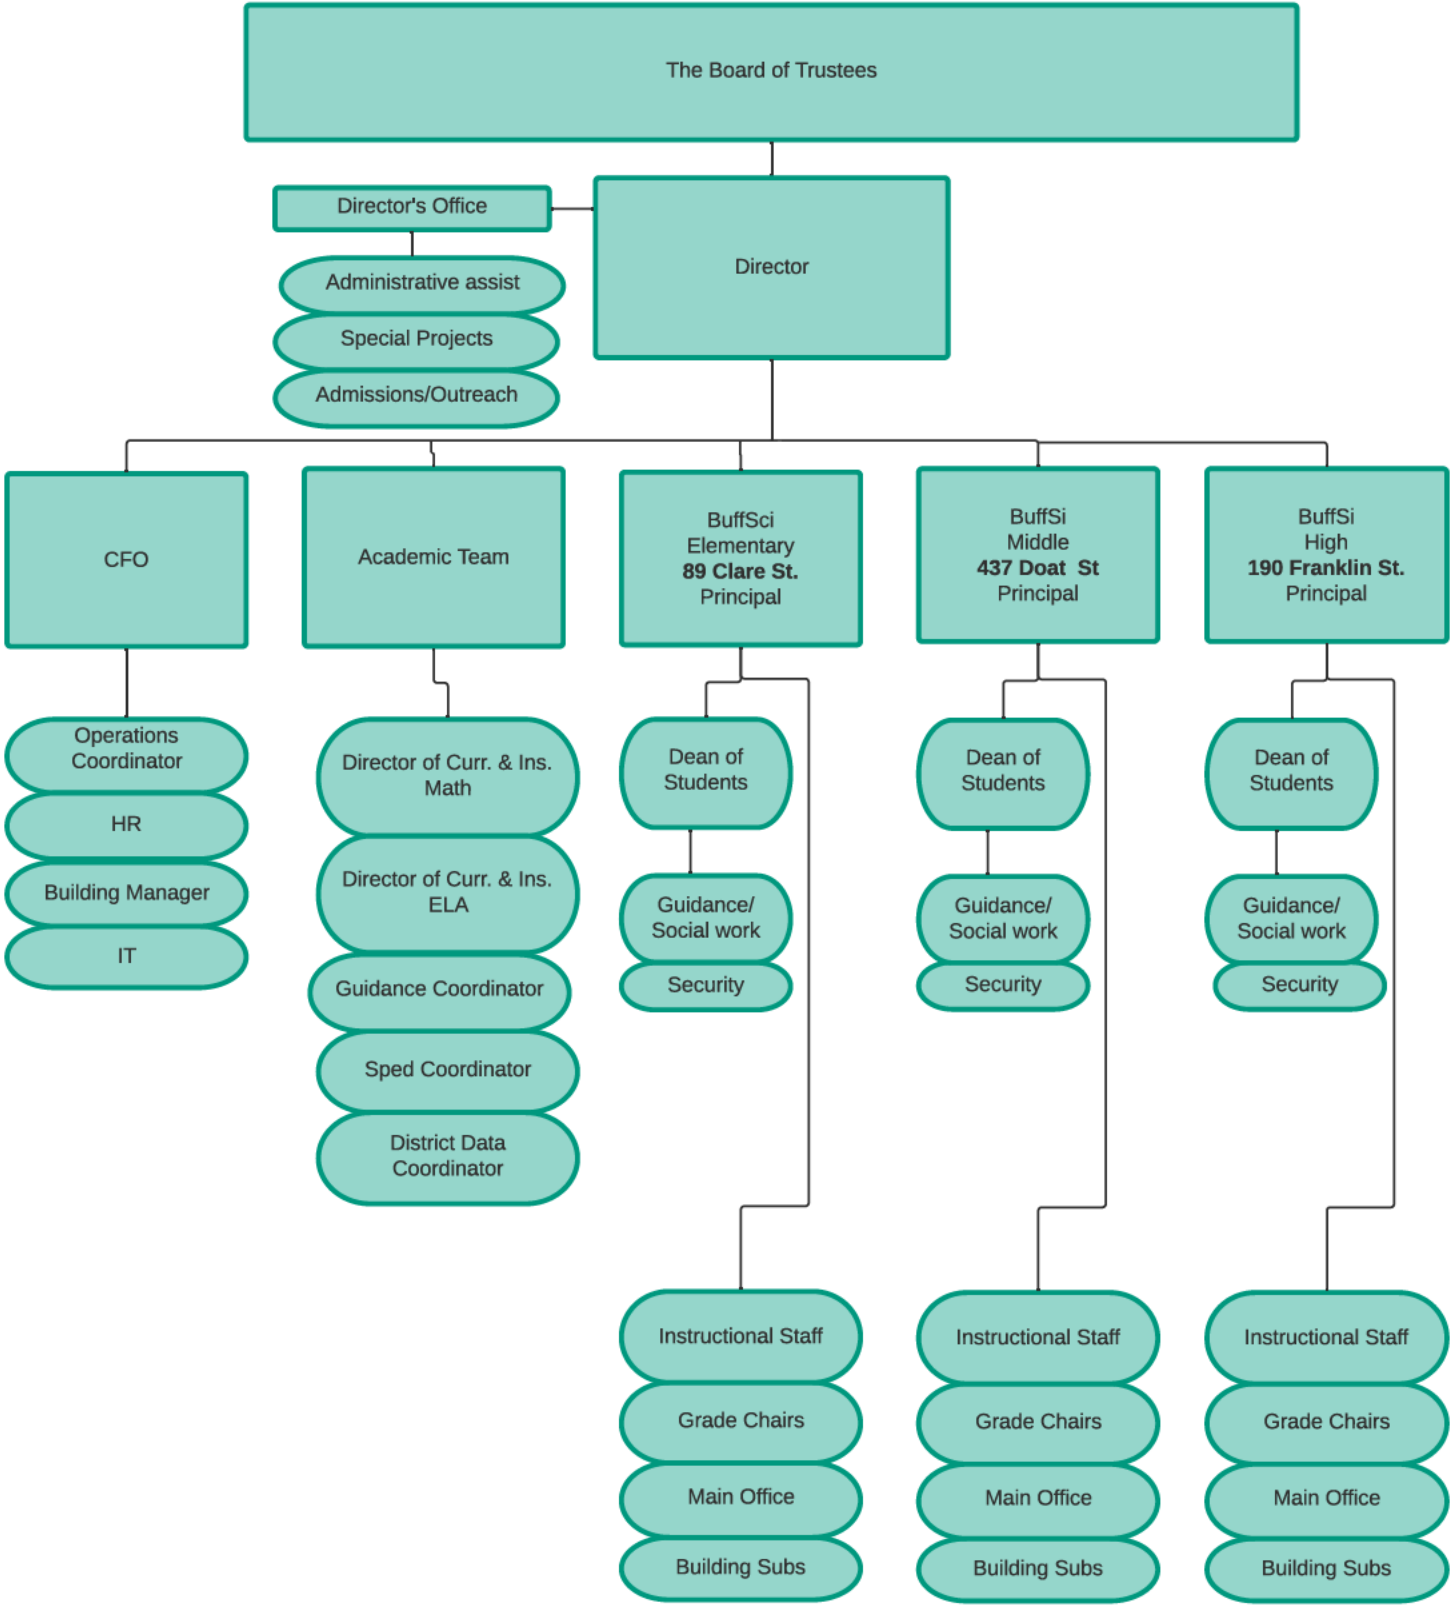 The Board of Trustees
Director's Office
Director
Administrative assist
Special Projects
Admissions/Outreach
CFO
Academic Team
BuffSci
Elementary
89 Clare St.
Principal
BuffSi
Middle
437 Doat  St
Principal
BuffSi
High
190 Franklin St.
Principal
Operations
Coordinator
HR
Building Manager
IT
Director of Curr. & Ins.
Math
Director of Curr. & Ins.
ELA
Guidance Coordinator
Sped Coordinator
District Data
Coordinator
Dean of
Students
Guidance/
Social work
Security
Instructional Staff
Grade Chairs
Main Office
Building Subs
Dean of
Students
Guidance/
Social work
Security
Instructional Staff
Grade Chairs
Main Office
Building Subs
Dean of
Students
Guidance/
Social work
Security
Instructional Staff
Grade Chairs
Main Office
Building Subs